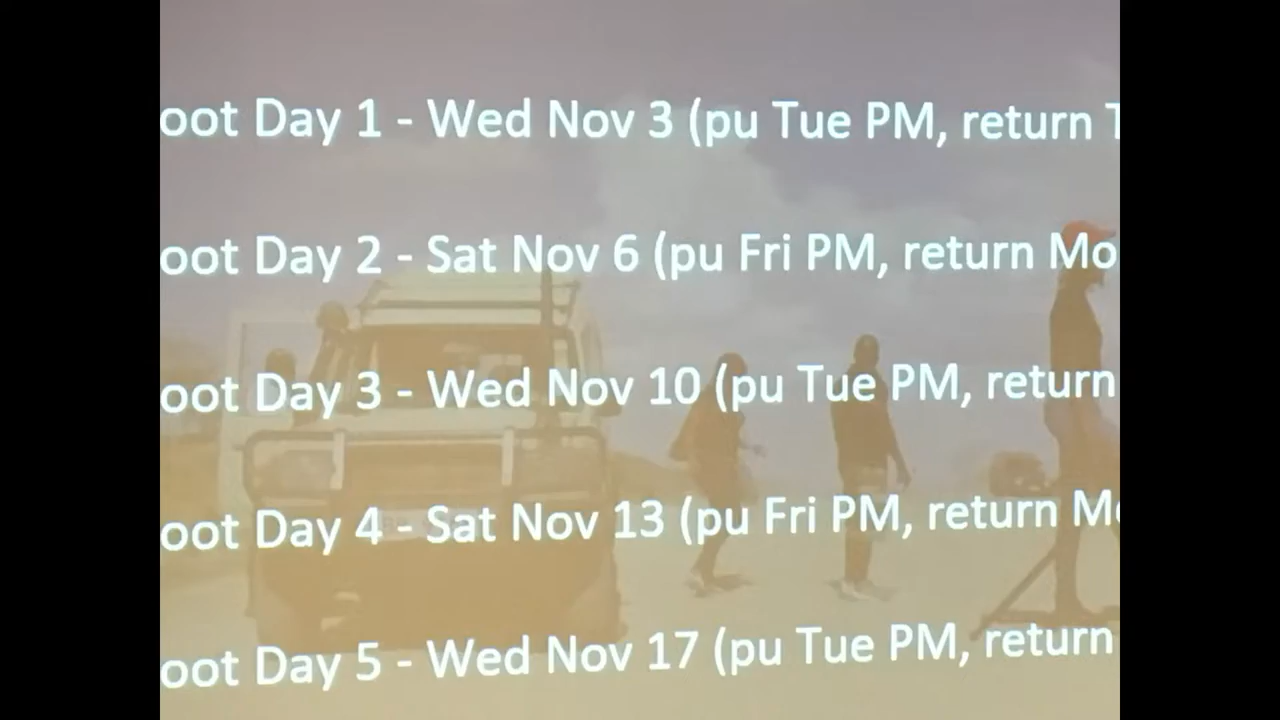 oot Day 1 - Wed Nov 3 (pu Tue PM, return T
oot Day 2 - Sat Nov 6 (pu Fri PM, return Mo
oot Day 3 - Wed Nov 10 (pu Tue PM, return
oot Day 4 - Sat Nov 13 (pu Fri PM, return Mo
oot Day 5 - Wed Nov 17 (pu Tue PM, return